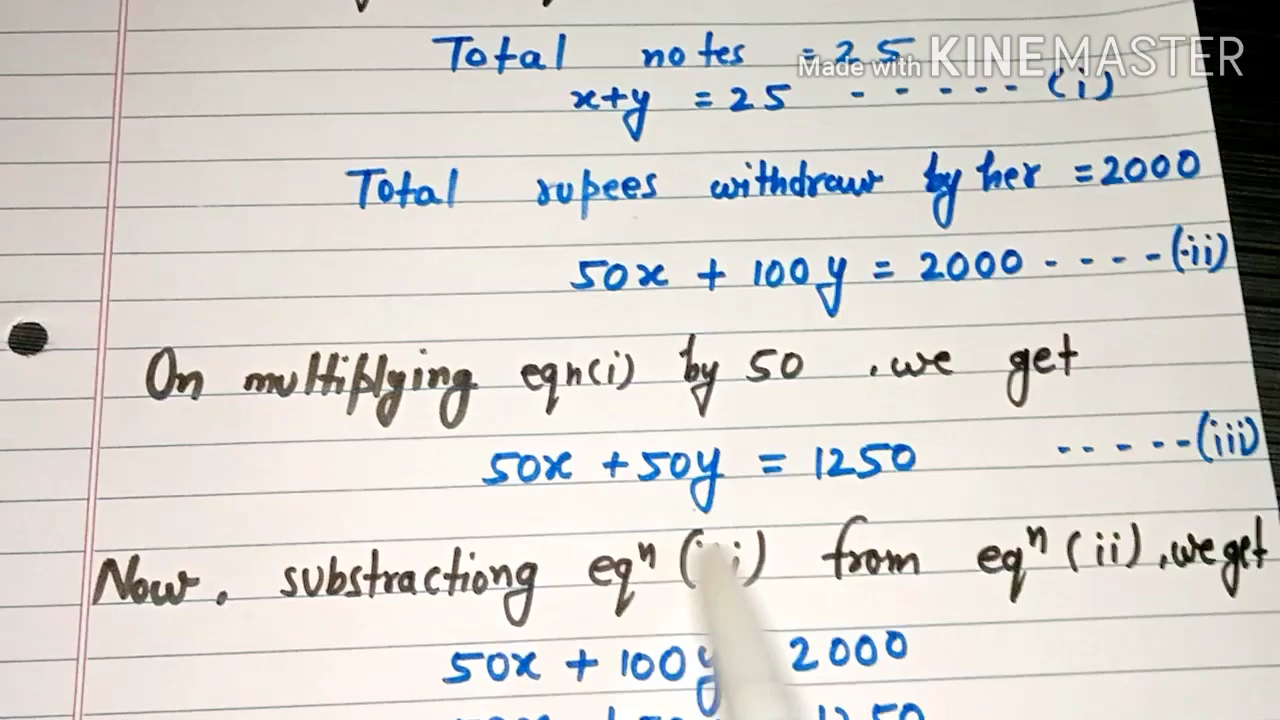 Total notes = 25
Made with KINEMASTER
x+y = 25 - - - - - - (i)
Total rupees withdraw by her = 2000
50x + 100y = 2000 - - - - - (ii)
On multiplying eqn(i) by 50 , we get
50x + 50y = 1250 - - - - - (iii)
Now , substractiong eqⁿ from eqⁿ (ii) , we get
50x + 100y 2000
1250